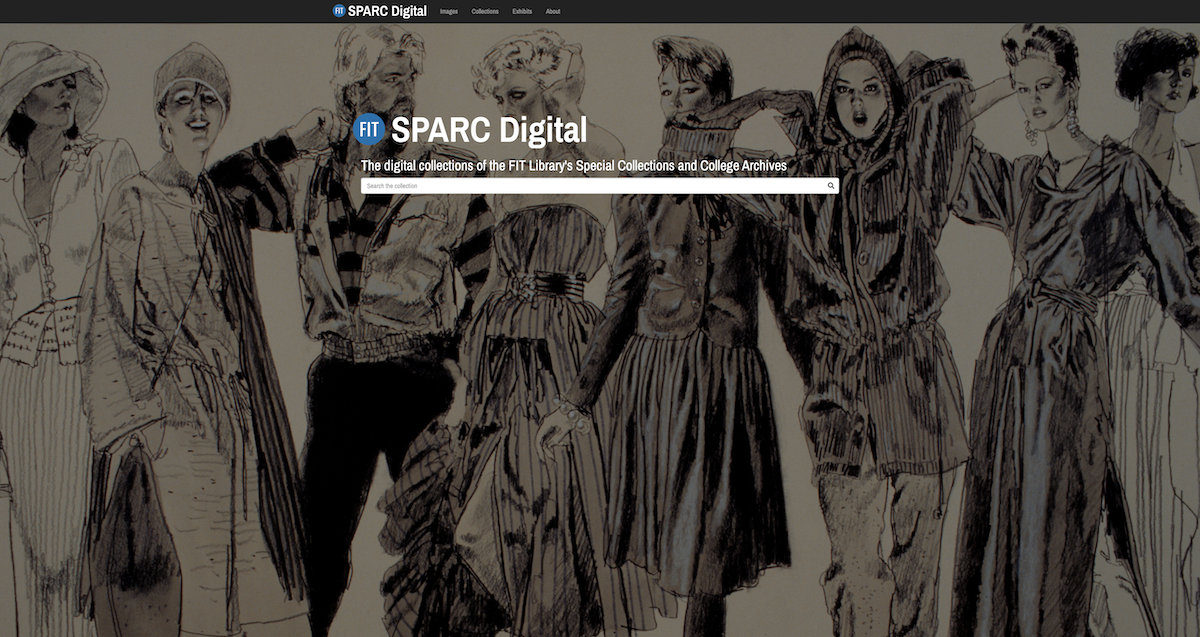 FIT SPARC Digital Images Collections Exhibits About
FIT SPARC Digital
The digital collections of the FIT Library's Special Collections and College Archives
Search the collection